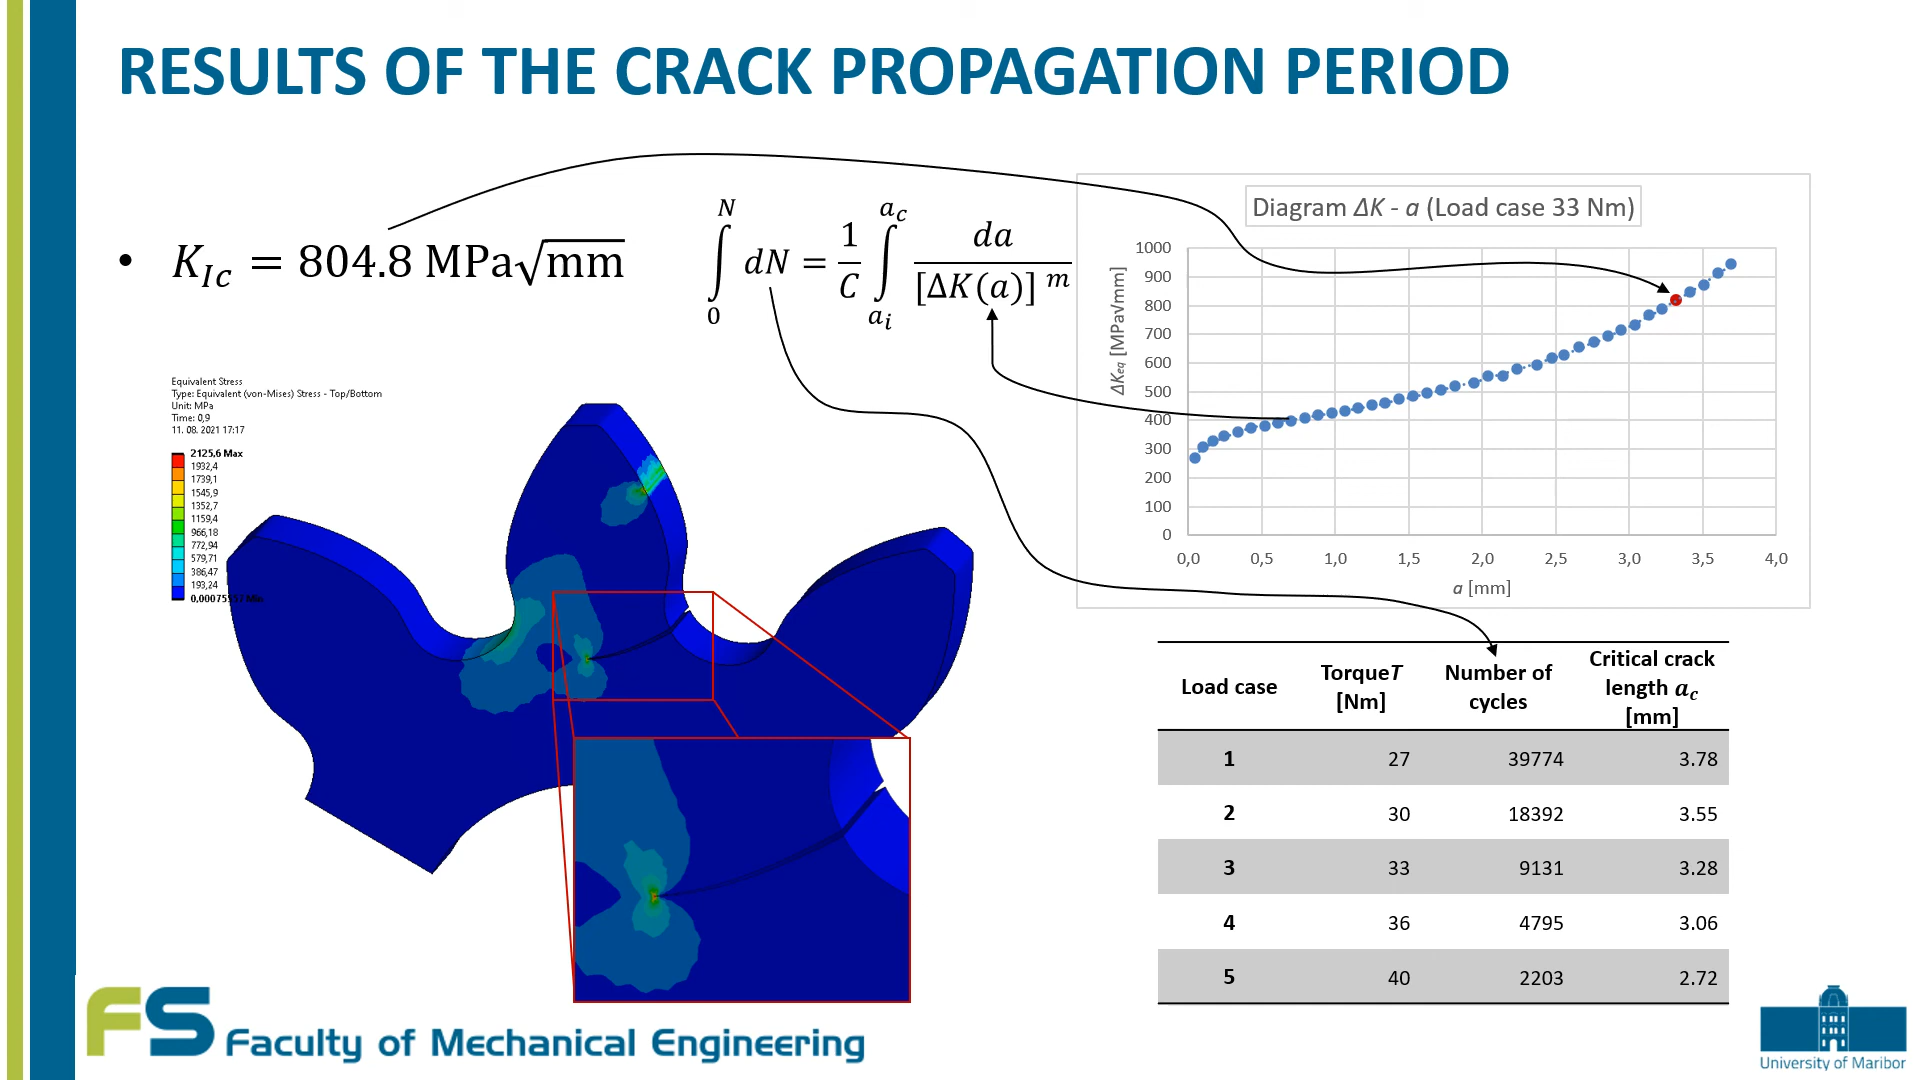 RESULTS OF THE CRACK PROPAGATION PERIOD
• K_Ic = 804.8 MPa√mm
∫_0^N dN = 1/C ∫_{a_i}^{a_c} da/[ΔK(a)]^m
Diagram ΔK - a (Load case 33 Nm)
ΔKeq [MPa√mm]
1000
900
800
700
600
500
400
300
200
100
0
0,0 0,5 1,0 1,5 2,0 2,5 3,0 3,5 4,0
a [mm]
Equivalent Stress
Type: Equivalent (von-Mises) Stress - Top/Bottom
Unit: MPa
Time: 0,9
11. 08. 2021 17:17
2125,6 Max
1932,4
1739,1
1545,9
1352,7
1159,4
966,18
772,94
579,71
386,47
193,24
Load case TorqueT [Nm] Number of cycles Critical crack length a_c [mm]
1 27 39774 3.78
2 30 18392 3.55
3 33 9131 3.28
4 36 4795 3.06
5 40 2203 2.72
FS Faculty of Mechanical Engineering
University of Maribor